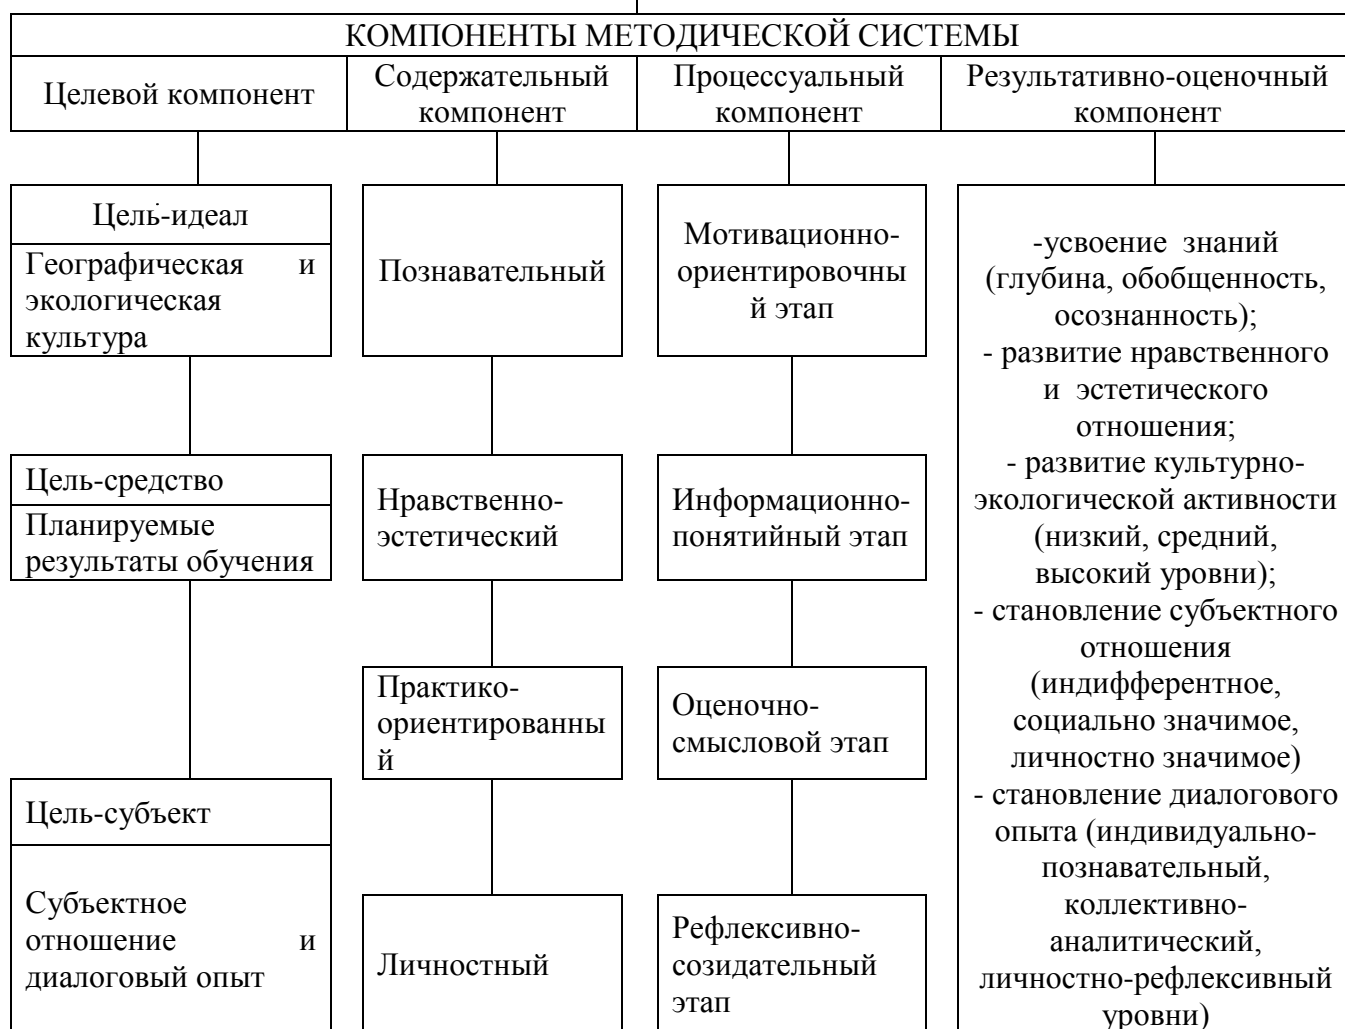 КОМПОНЕНТЫ МЕТОДИЧЕСКОЙ СИСТЕМЫ
Целевой компонент
Содержательный
компонент
Процессуальный
компонент
Результативно-оценочный
компонент
Цель-идеал
Географическая и
экологическая
культура
Цель-средство
Планируемые
результаты обучения
Цель-субъект
Субъектное
отношение и
диалоговый опыт
Познавательный
Нравственно-
эстетический
Практико-
ориентированны
й
Личностный
Мотивационно-
ориентировочны
й этап
Информационно-
понятийный этап
Оценочно-
смысловой этап
Рефлексивно-
созидательный
этап
-усвоение знаний
(глубина, обобщенность,
осознанность);
- развитие нравственного
и эстетического
отношения;
- развитие культурно-
экологической активности
(низкий, средний,
высокий уровни);
- становление субъектного
отношения
(индифферентное,
социально значимое,
личностно значимое)
- становление диалогового
опыта (индивидуально-
познавательный,
коллективно-
аналитический,
личностно-рефлексивный
уровни)